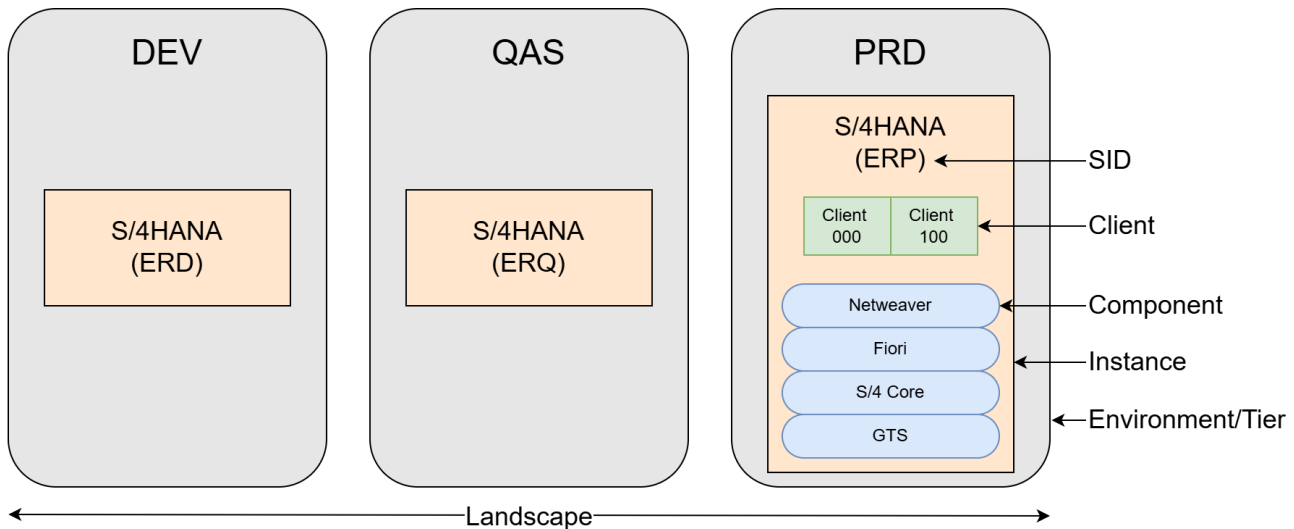 DEV
S/4HANA
(ERD)
QAS
S/4HANA
(ERQ)
PRD
S/4HANA
(ERP)
Client
000
Client
100
Netweaver
Fiori
S/4 Core
GTS
SID
Client
Component
Instance
Environment/Tier
Landscape